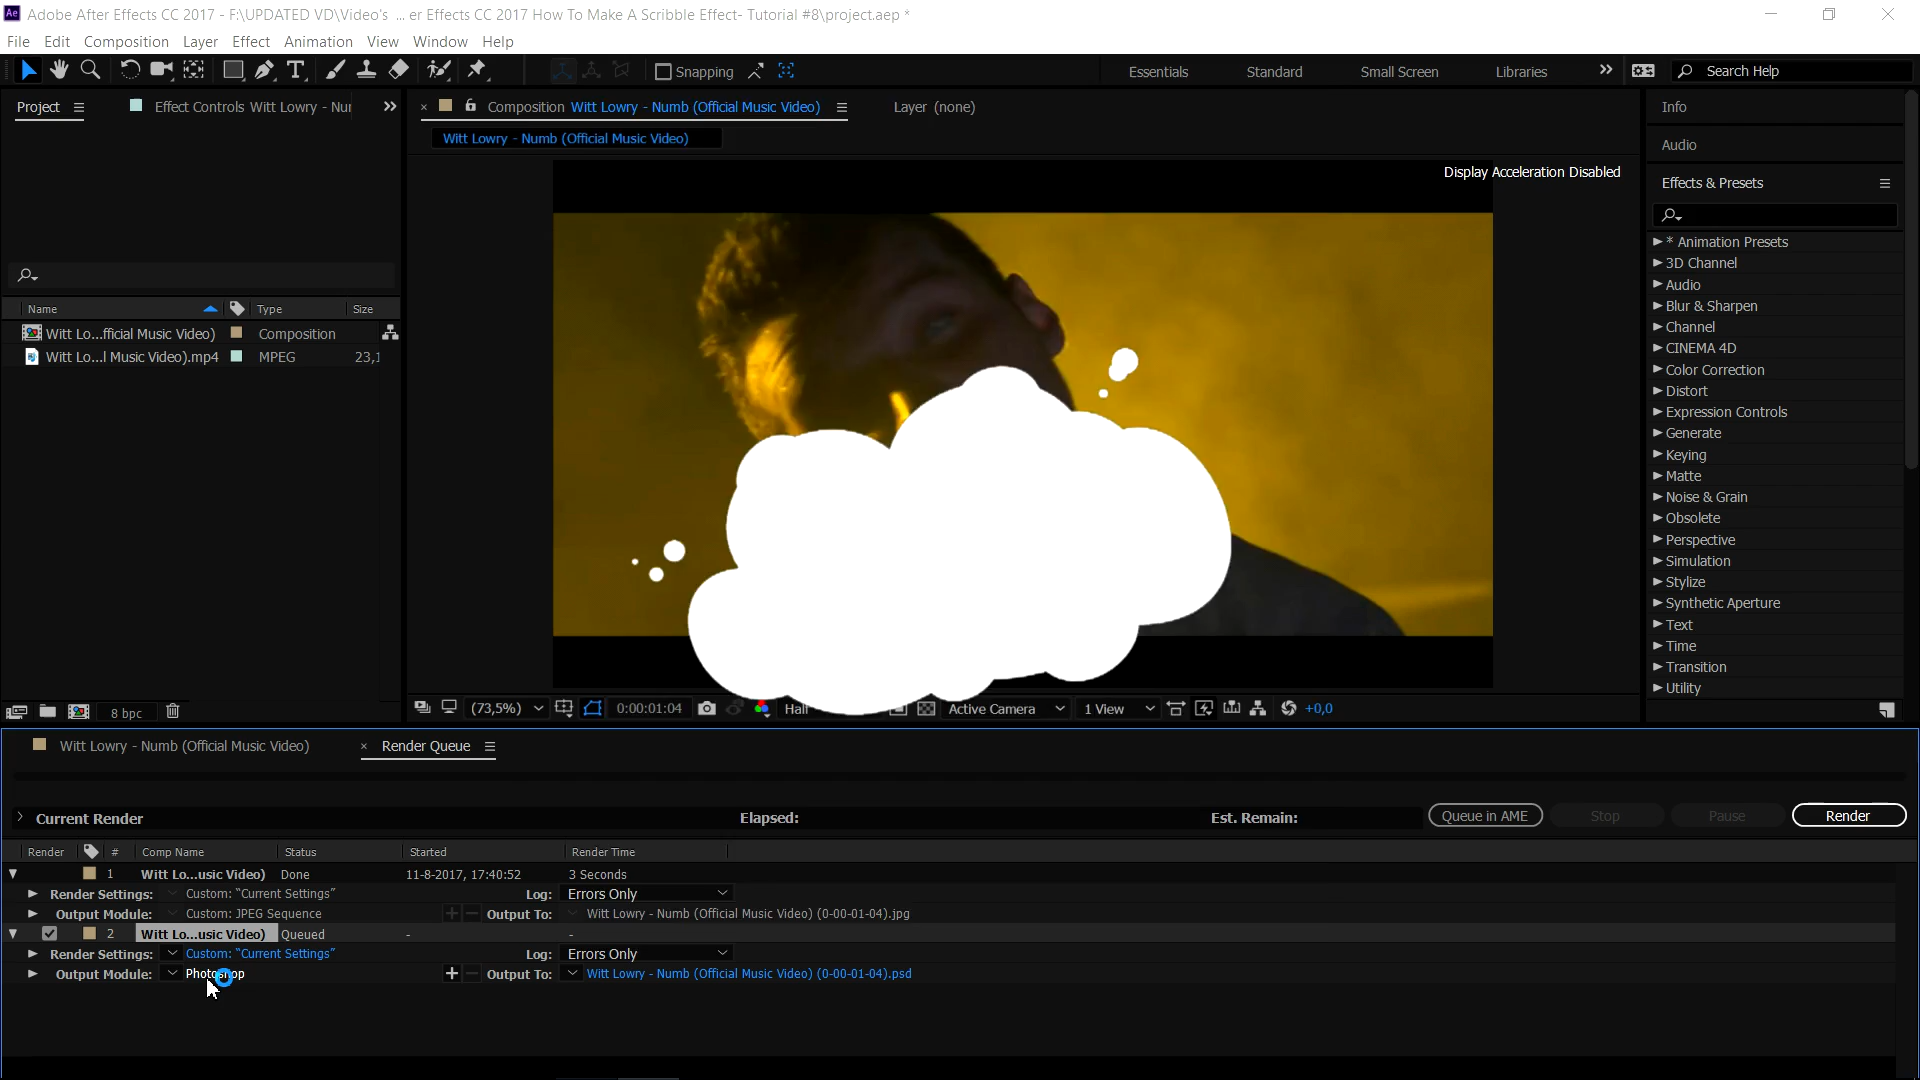 Ae Adobe After Effects CC 2017 - F:\UPDATED VD\Video's ... er Effects CC 2017 How To Make A Scribble Effect- Tutorial #8\project.aep *
File Edit Composition Layer Effect Animation View Window Help
Snapping
Essentials Standard Small Screen Libraries
Search Help
Project
Effect Controls Witt Lowry - Nu
Composition Witt Lowry - Numb (Official Music Video)
Layer (none)
Witt Lowry - Numb (Official Music Video)
Display Acceleration Disabled
Name Type Size
Witt Lo...fficial Music Video) Composition
Witt Lo...l Music Video).mp4 MPEG 23,1
8 bpc
(73,5%) 0:00:01:04 Active Camera 1 View +0,0
Info
Audio
Effects & Presets
* Animation Presets
3D Channel
Audio
Blur & Sharpen
Channel
CINEMA 4D
Color Correction
Distort
Expression Controls
Generate
Keying
Matte
Noise & Grain
Obsolete
Perspective
Simulation
Stylize
Synthetic Aperture
Text
Time
Transition
Utility
Witt Lowry - Numb (Official Music Video)
Render Queue
Current Render Elapsed: Est. Remain:
Queue in AME Stop Pause Render
Render # Comp Name Status Started Render Time
1 Witt Lo...usic Video) Done 11-8-2017, 17:40:52 3 Seconds
Render Settings: Custom: "Current Settings" Log: Errors Only
Output Module: Custom: JPEG Sequence Output To: Witt Lowry - Numb (Official Music Video) (0-00-01-04).jpg
2 Witt Lo...usic Video) Queued - -
Render Settings: Custom: "Current Settings" Log: Errors Only
Output Module: Photoshop Output To: Witt Lowry - Numb (Official Music Video) (0-00-01-04).psd